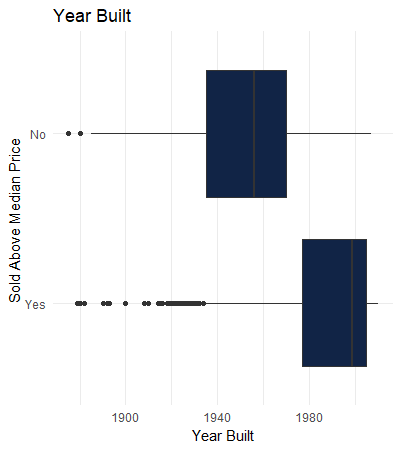 Year Built
Sold Above Median Price
No
Yes
1900
1940
1980
Year Built